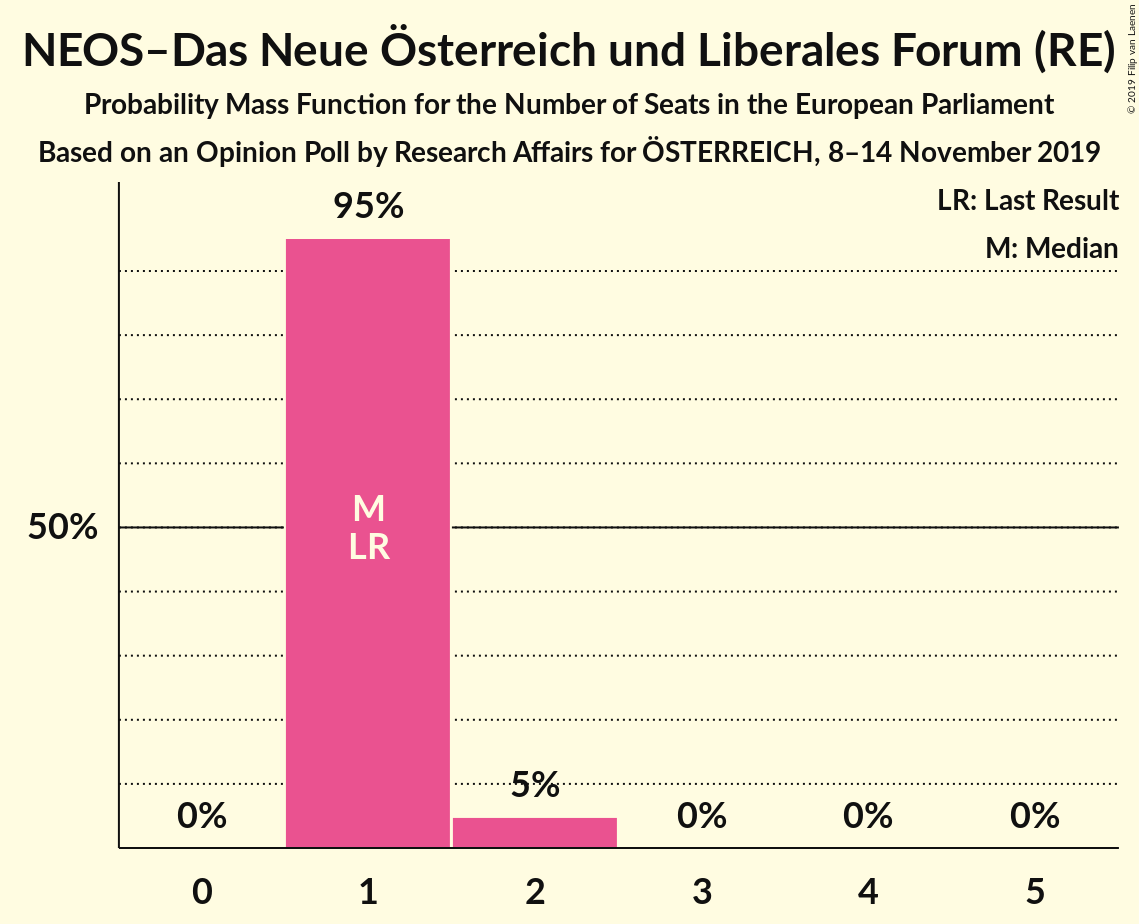 NEOS–Das Neue Österreich und Liberales Forum (RE)
Probability Mass Function for the Number of Seats in the European Parliament
Based on an Opinion Poll by Research Affairs for ÖSTERREICH, 8–14 November 2019
© 2019 Filip van Laenen
LR: Last Result
M: Median
95%
M
50%
LR
5%
0% 0% 0% 0%
0 1 2 3 4 5